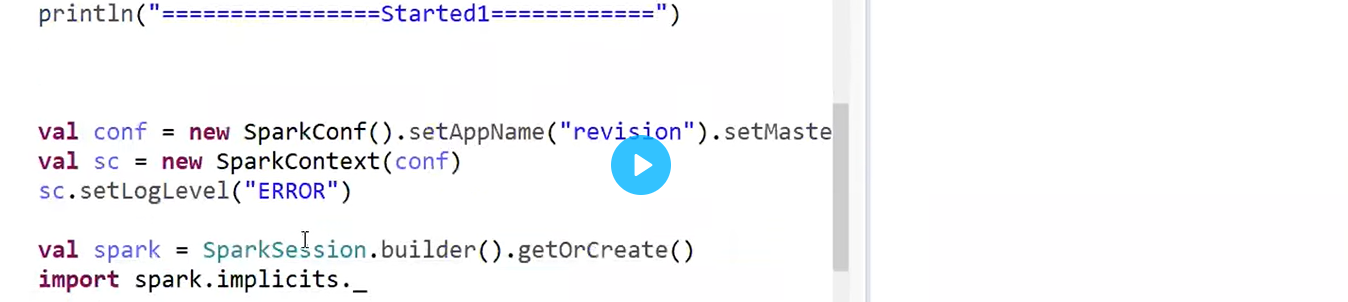 println("================Started1============")
val conf = new SparkConf().setAppName("revision").setMaste
val sc = new SparkContext(conf)
sc.setLogLevel("ERROR")
val spark = SparkSession.builder().getOrCreate()
import spark.implicits._